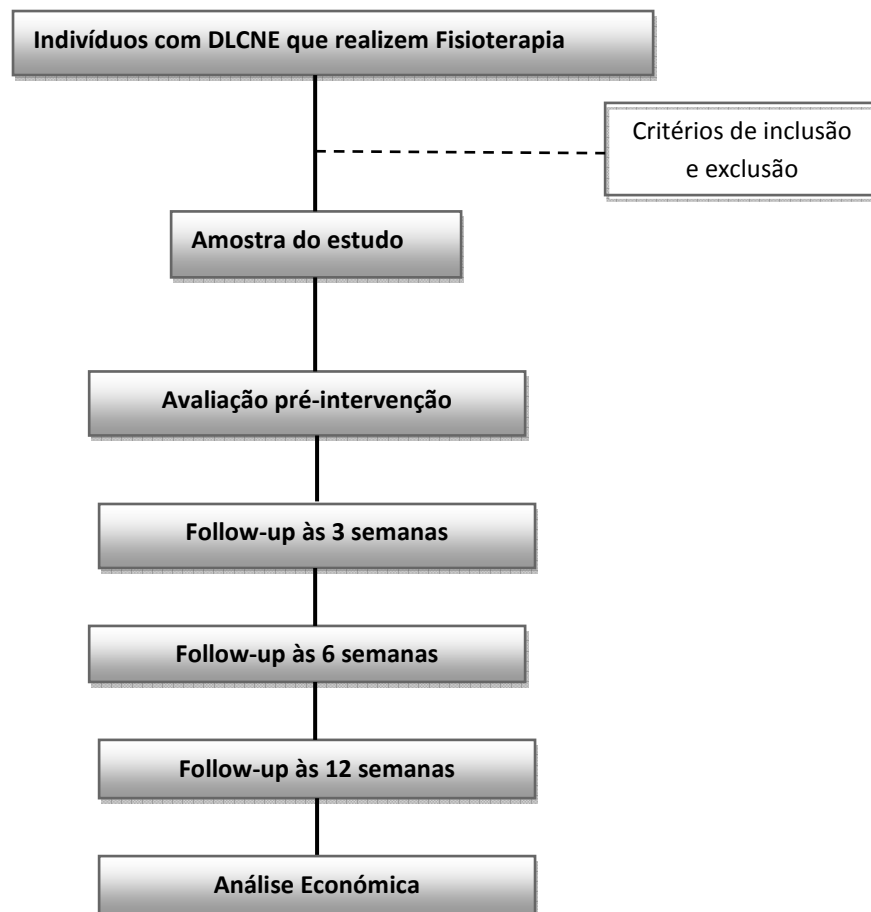 Indivíduos com DLCNE que realizem Fisioterapia
Critérios de inclusão
e exclusão
Amostra do estudo
Avaliação pré-intervenção
Follow-up às 3 semanas
Follow-up às 6 semanas
Follow-up às 12 semanas
Análise Económica